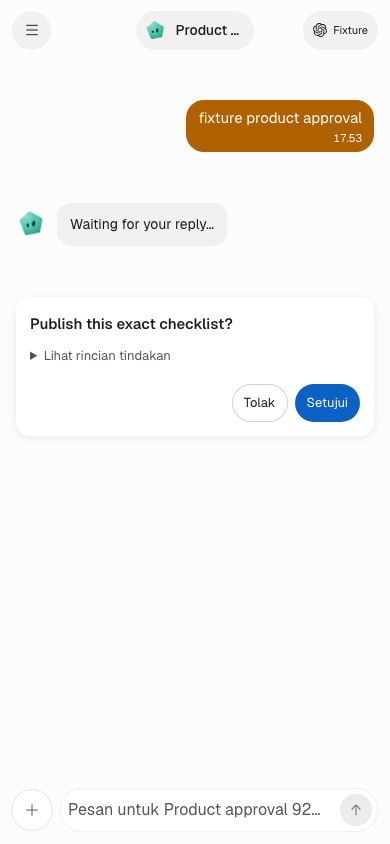 Product ...
Fixture
fixture product approval
17.53
Waiting for your reply...
Publish this exact checklist?
Lihat rincian tindakan
Tolak
Setujui
Pesan untuk Product approval 92...